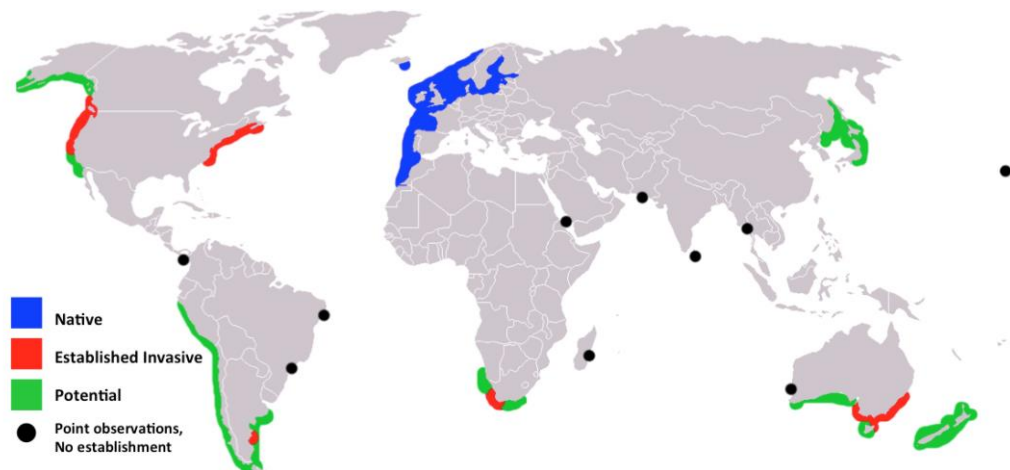 Native
Established Invasive
Potential
Point observations,
No establishment